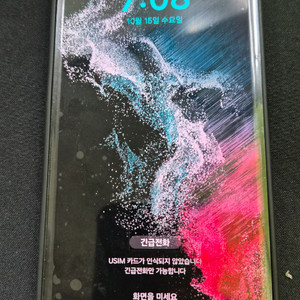 7:08
10월 16일 수요일
긴급전화
USIM 카드가 인식되지 않았습니다
긴급전화만 가능합니다
화면을 미세요